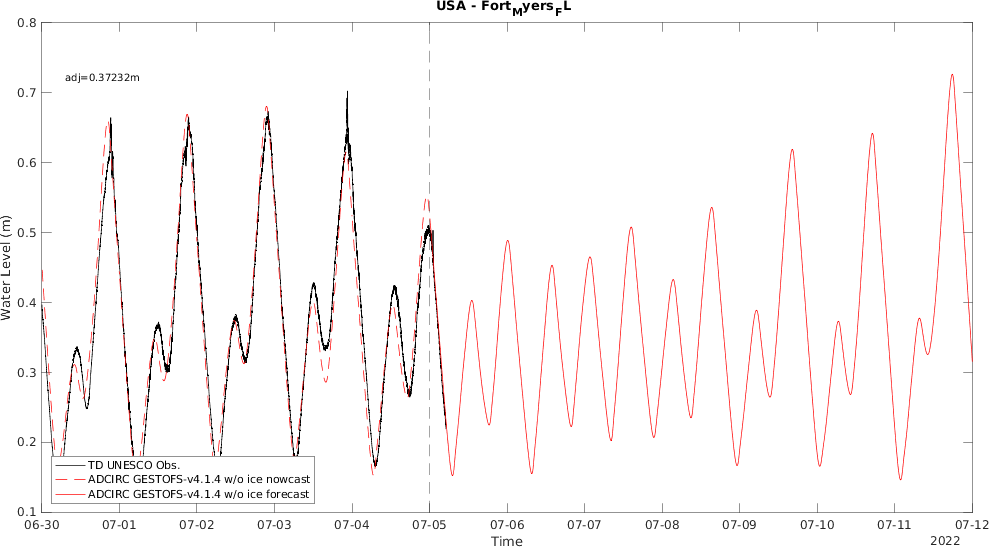 USA - FortMyersFL
0.8
adj=0.37232m
0.7
0.6
0.5
Water Level (m)
0.4
0.3
0.2
TD UNESCO Obs.
ADCIRC GESTOFS-v4.1.4 w/o ice nowcast
ADCIRC GESTOFS-v4.1.4 w/o ice forecast
0.1
06-30 07-01 07-02 07-03 07-04 07-05 07-06 07-07 07-08 07-09 07-10 07-11 07-12
Time
2022